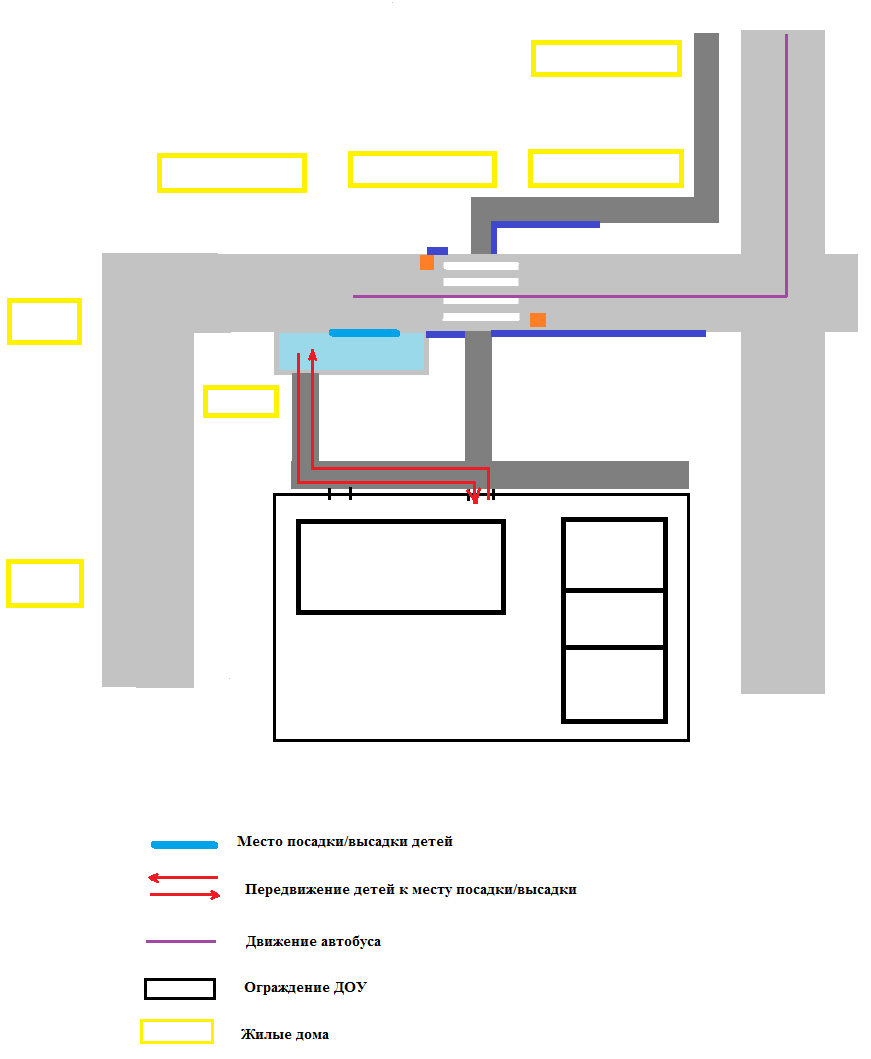 Место посадки/высадки детей
Передвижение детей к месту посадки/высадки
Движение автобуса
Ограждение ДОУ
Жилые дома